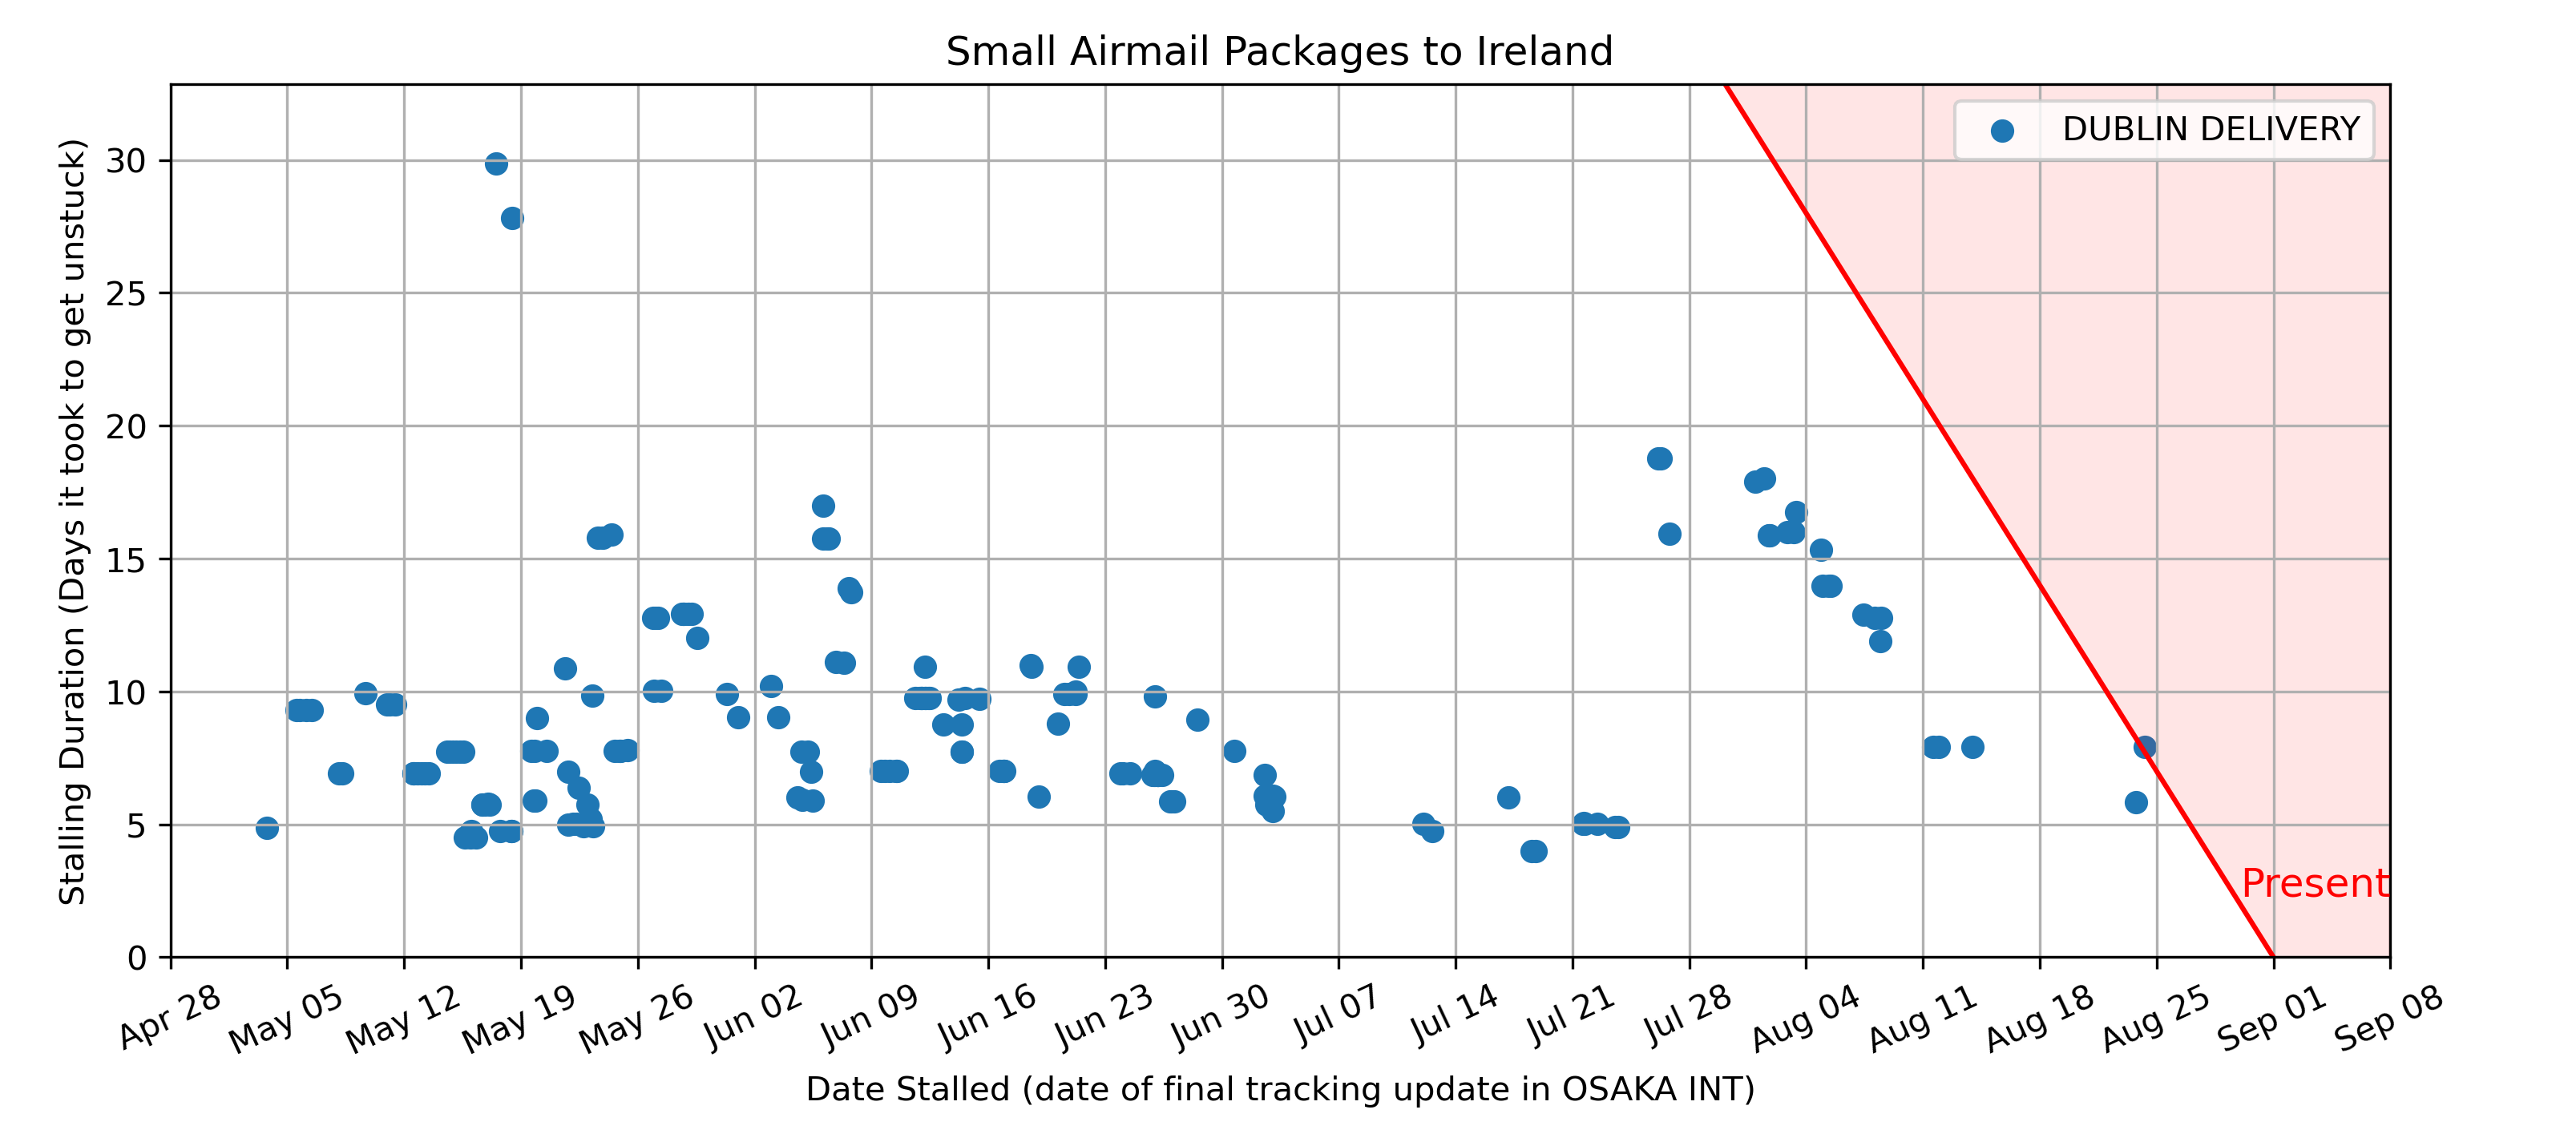 Small Airmail Packages to Ireland
DUBLIN DELIVERY
Stalling Duration (Days it took to get unstuck)
30
25
20
15
10
5
0
Present
Apr 28
May 05
May 12
May 19
May 26
Jun 02
Jun 09
Jun 16
Jun 23
Jun 30
Jul 07
Jul 14
Jul 21
Jul 28
Aug 04
Aug 11
Aug 18
Aug 25
Sep 01
Sep 08
Date Stalled (date of final tracking update in OSAKA INT)